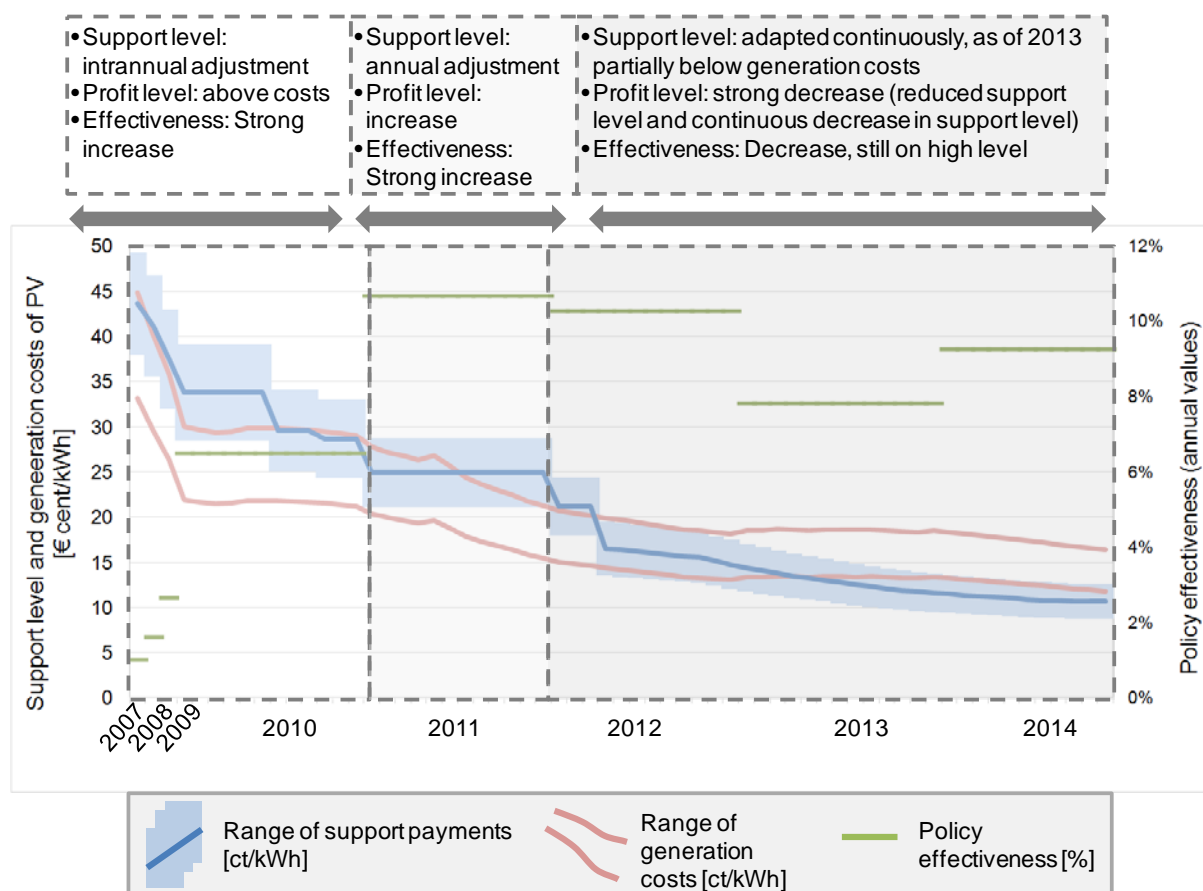 •Support level:
intrannual adjustment
•Profit level: above costs
•Effectiveness: Strong
increase
•Support level:
annual adjustment
•Profit level:
increase
•Effectiveness:
Strong increase
•Support level: adapted continuously, as of 2013
partially below generation costs
•Profit level: strong decrease (reduced support
level and continuous decrease in support level)
•Effectiveness: Decrease, still on high level
Support level and geneeration costs of PV
[€ cent/kWh]
50
45
40
35
30
25
20
15
10
5
0
12%
10%
8%
6%
4%
2%
0%
Policy effectiveness (annual values)
2007
2008
2009
2010
2011
2012
2013
2014
Range of support payments
[ct/kWh]
Range of
generation
costs [ct/kWh]
Policy
effectiveness [%]